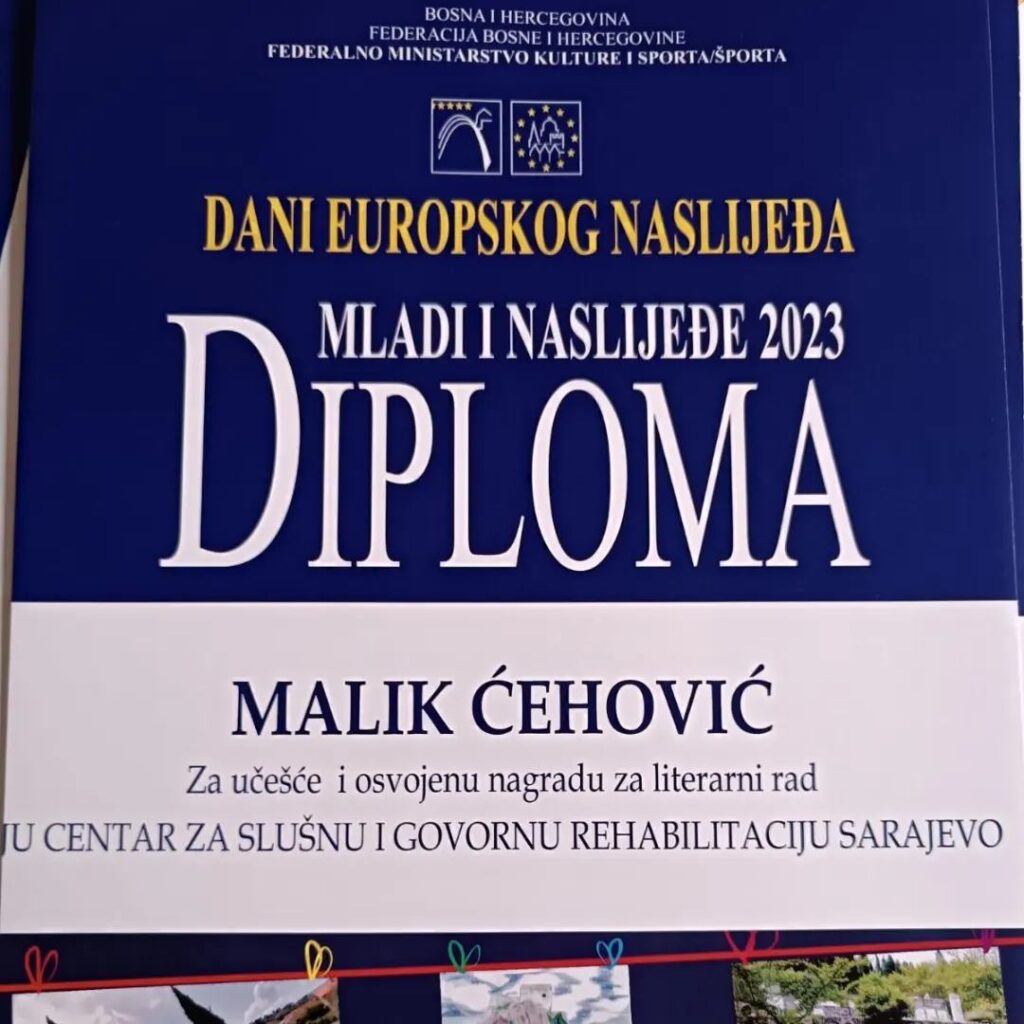 BOSNA I HERCEGOVINA
FEDERACIJA BOSNE I HERCEGOVINE
FEDERALNO MINISTARSTVO KULTURE I SPORTA/ŠPORTA
DANI EUROPSKOG NASLIJEĐA
MLADI I NASLIJEĐE 2023
DIPLOMA
MALIK ĆEHOVIĆ
Za učešće i osvojenu nagradu za literarni rad
JU CENTAR ZA SLUŠNU I GOVORNU REHABILITACIJU SARAJEVO